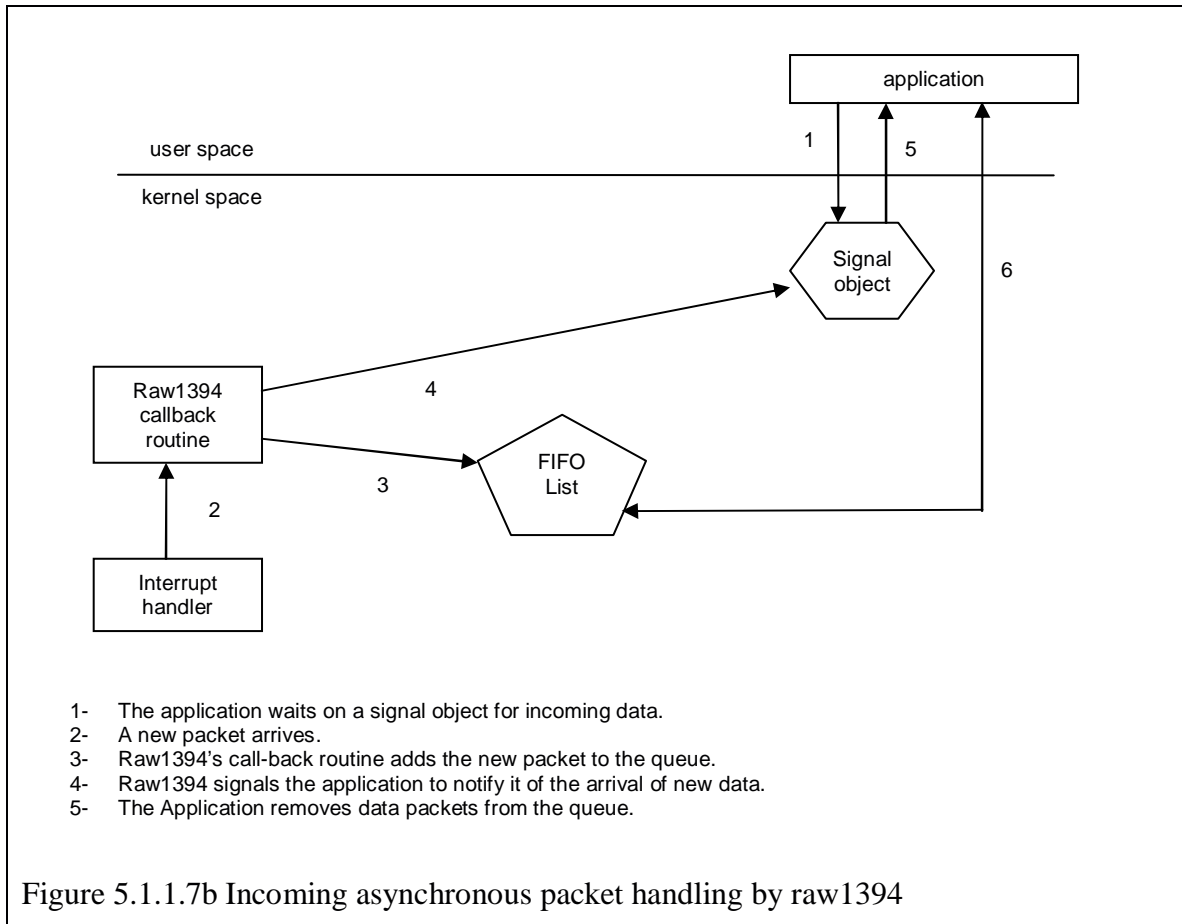 application
1
5
user space
kernel space
Signal
object
6
Raw1394
callback
routine
4
FIFO
List
3
2
Interrupt
handler
1- The application waits on a signal object for incoming data.
2- A new packet arrives.
3- Raw1394’s call-back routine adds the new packet to the queue.
4- Raw1394 signals the application to notify it of the arrival of new data.
5- The Application removes data packets from the queue.
Figure 5.1.1.7b Incoming asynchronous packet handling by raw1394